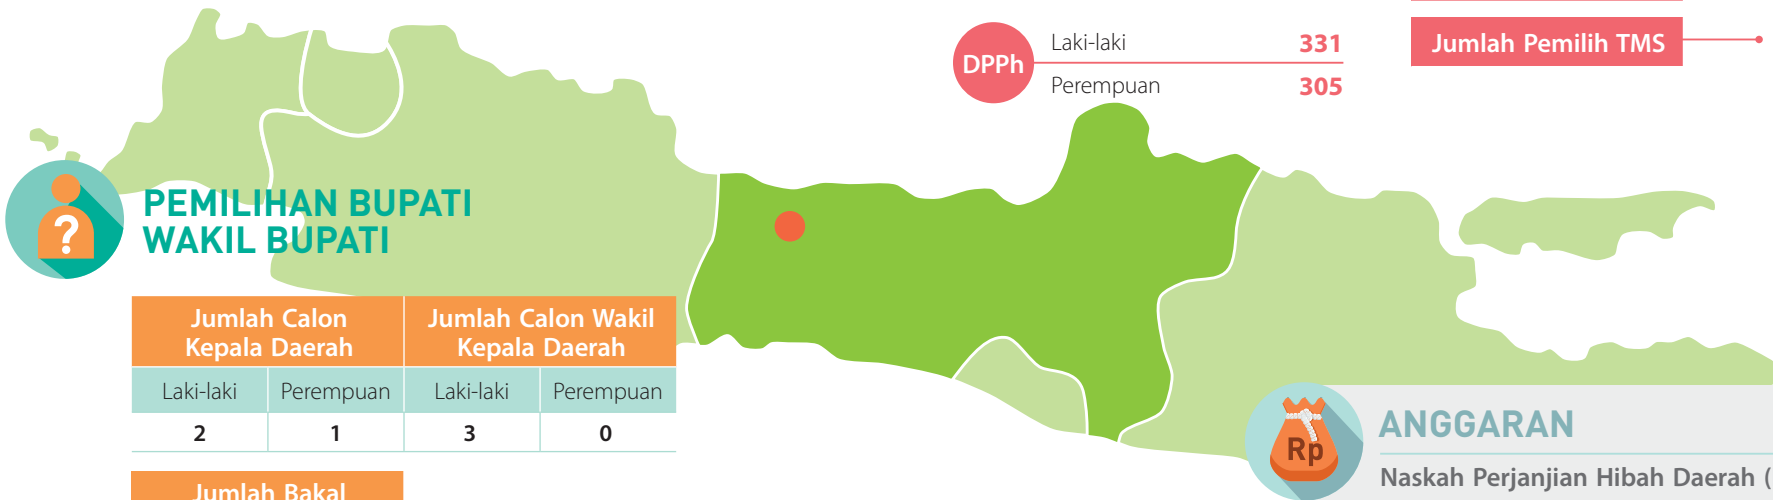 Laki-laki 331
DPPh
Perempuan 305
Jumlah Pemilih TMS
?
PEMILIHAN BUPATI
WAKIL BUPATI
Jumlah Calon Kepala Daerah
Jumlah Calon Wakil Kepala Daerah
Laki-laki Perempuan Laki-laki Perempuan
2 1 3 0
Jumlah Bakal
Rp
ANGGARAN
Naskah Perjanjian Hibah Daerah (